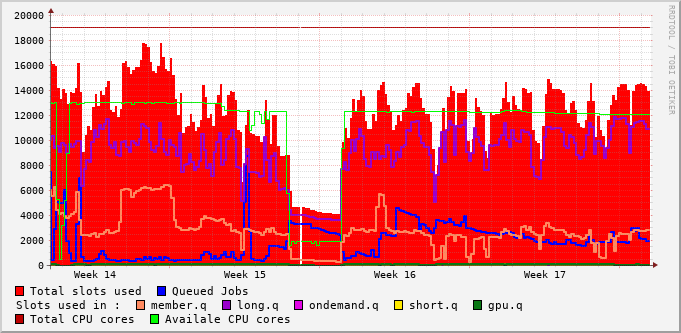 RRDTOOL / TOBI OETIKER
20000
18000
16000
14000
12000
10000
8000
6000
4000
2000
0
Week 14 Week 15 Week 16 Week 17
Total slots used Queued Jobs
Slots used in : member.q long.q ondemand.q short.q gpu.q
Total CPU cores Availale CPU cores